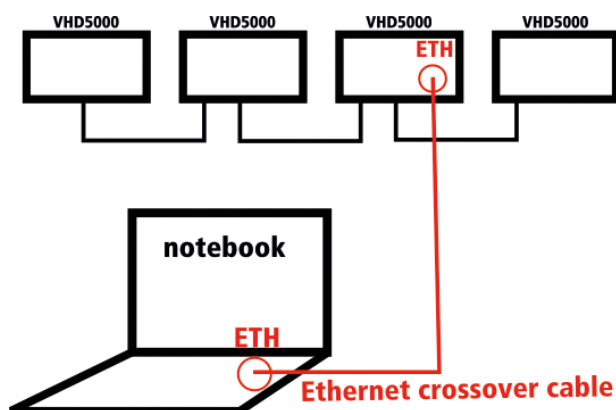 VHD5000 VHD5000 VHD5000 VHD5000
ETH
notebook
ETH
Ethernet crossover cable